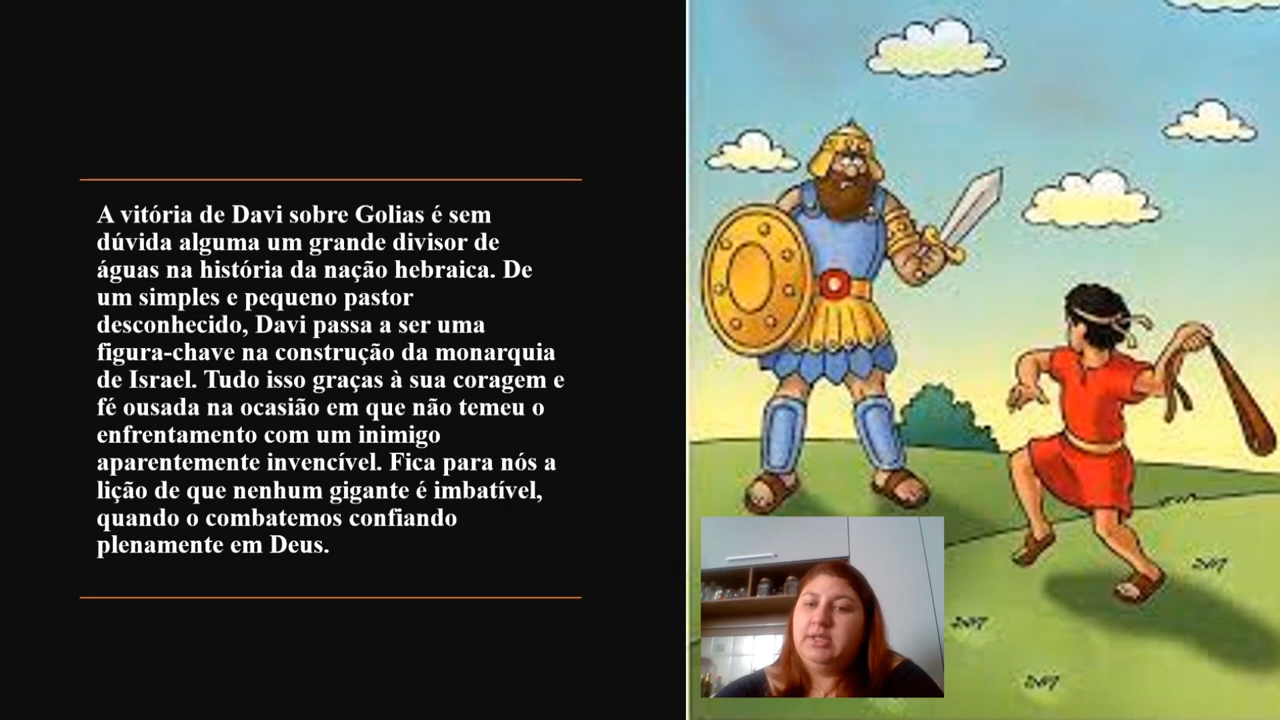 A vitória de Davi sobre Golias é sem
dúvida alguma um grande divisor de
águas na história da nação hebraica. De
um simples e pequeno pastor
desconhecido, Davi passa a ser uma
figura-chave na construção da monarquia
de Israel. Tudo isso graças à sua coragem e
fé ousada na ocasião em que não temeu o
enfrentamento com um inimigo
aparentemente invencível. Fica para nós a
lição de que nenhum gigante é imbatível,
quando o combatemos confiando
plenamente em Deus.